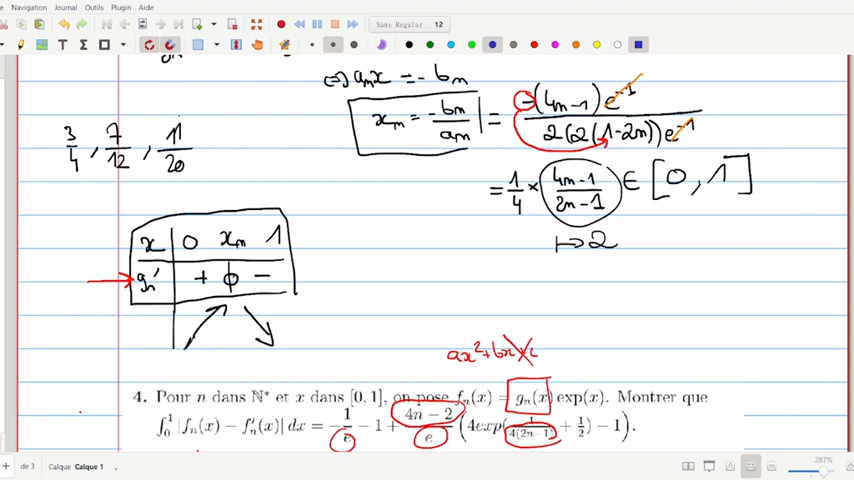 Navigation Journal Aide
Sans Regular 12
⟺ aₙx = -bₙ
xₙ = -bₙ/aₙ = -(4n-1)e⁻¹ / 2(2(1-2n))e⁻¹
3/4, 7/12, 11/20
= 1/4 × (4n-1)/(2n-1) ∈ [0, 1]
↦ 2
x 0 xₙ 1
gₙ' + 0 -
ax²+bx+c
4. Pour n dans ℕ* et x dans [0, 1], on pose fₙ(x) = gₙ(x) exp(x). Montrer que
∫₀¹ |fₙ(x) − f'ₙ(x)| dx = −1/e − 1 + (4n − 2)/e (4exp(1/(4(2n−1)) + 1/2) − 1).
de 3 Calque Calque 1 287%